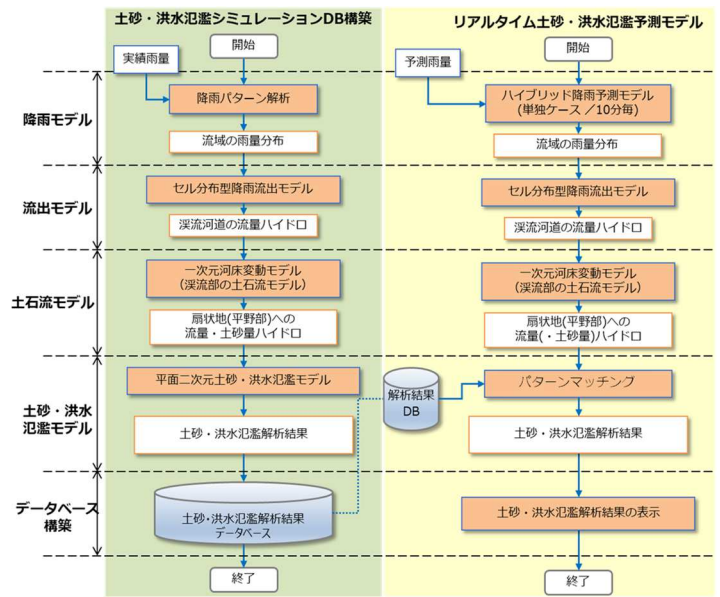 土砂・洪水氾濫シミュレーションDB構築
リアルタイム土砂・洪水氾濫予測モデル
開始
実績雨量
降雨パターン解析
流域の雨量分布
セル分布型降雨流出モデル
渓流河道の流量ハイドロ
一次元河床変動モデル
（渓流部の土石流モデル）
扇状地(平野部)への
流量・土砂量ハイドロ
平面二次元土砂・洪水氾濫モデル
土砂・洪水氾濫解析結果
土砂・洪水氾濫解析結果
データベース
終了
開始
予測雨量
ハイブリッド降雨予測モデル
(単独ケース／10分毎)
流域の雨量分布
セル分布型降雨流出モデル
渓流河道の流量ハイドロ
一次元河床変動モデル
（渓流部の土石流モデル）
扇状地(平野部)への
流量(・土砂量)ハイドロ
解析結果
DB
パターンマッチング
土砂・洪水氾濫解析結果
土砂・洪水氾濫解析結果の表示
終了
降雨モデル
流出モデル
土石流モデル
土砂・洪水
氾濫モデル
データベース
構築